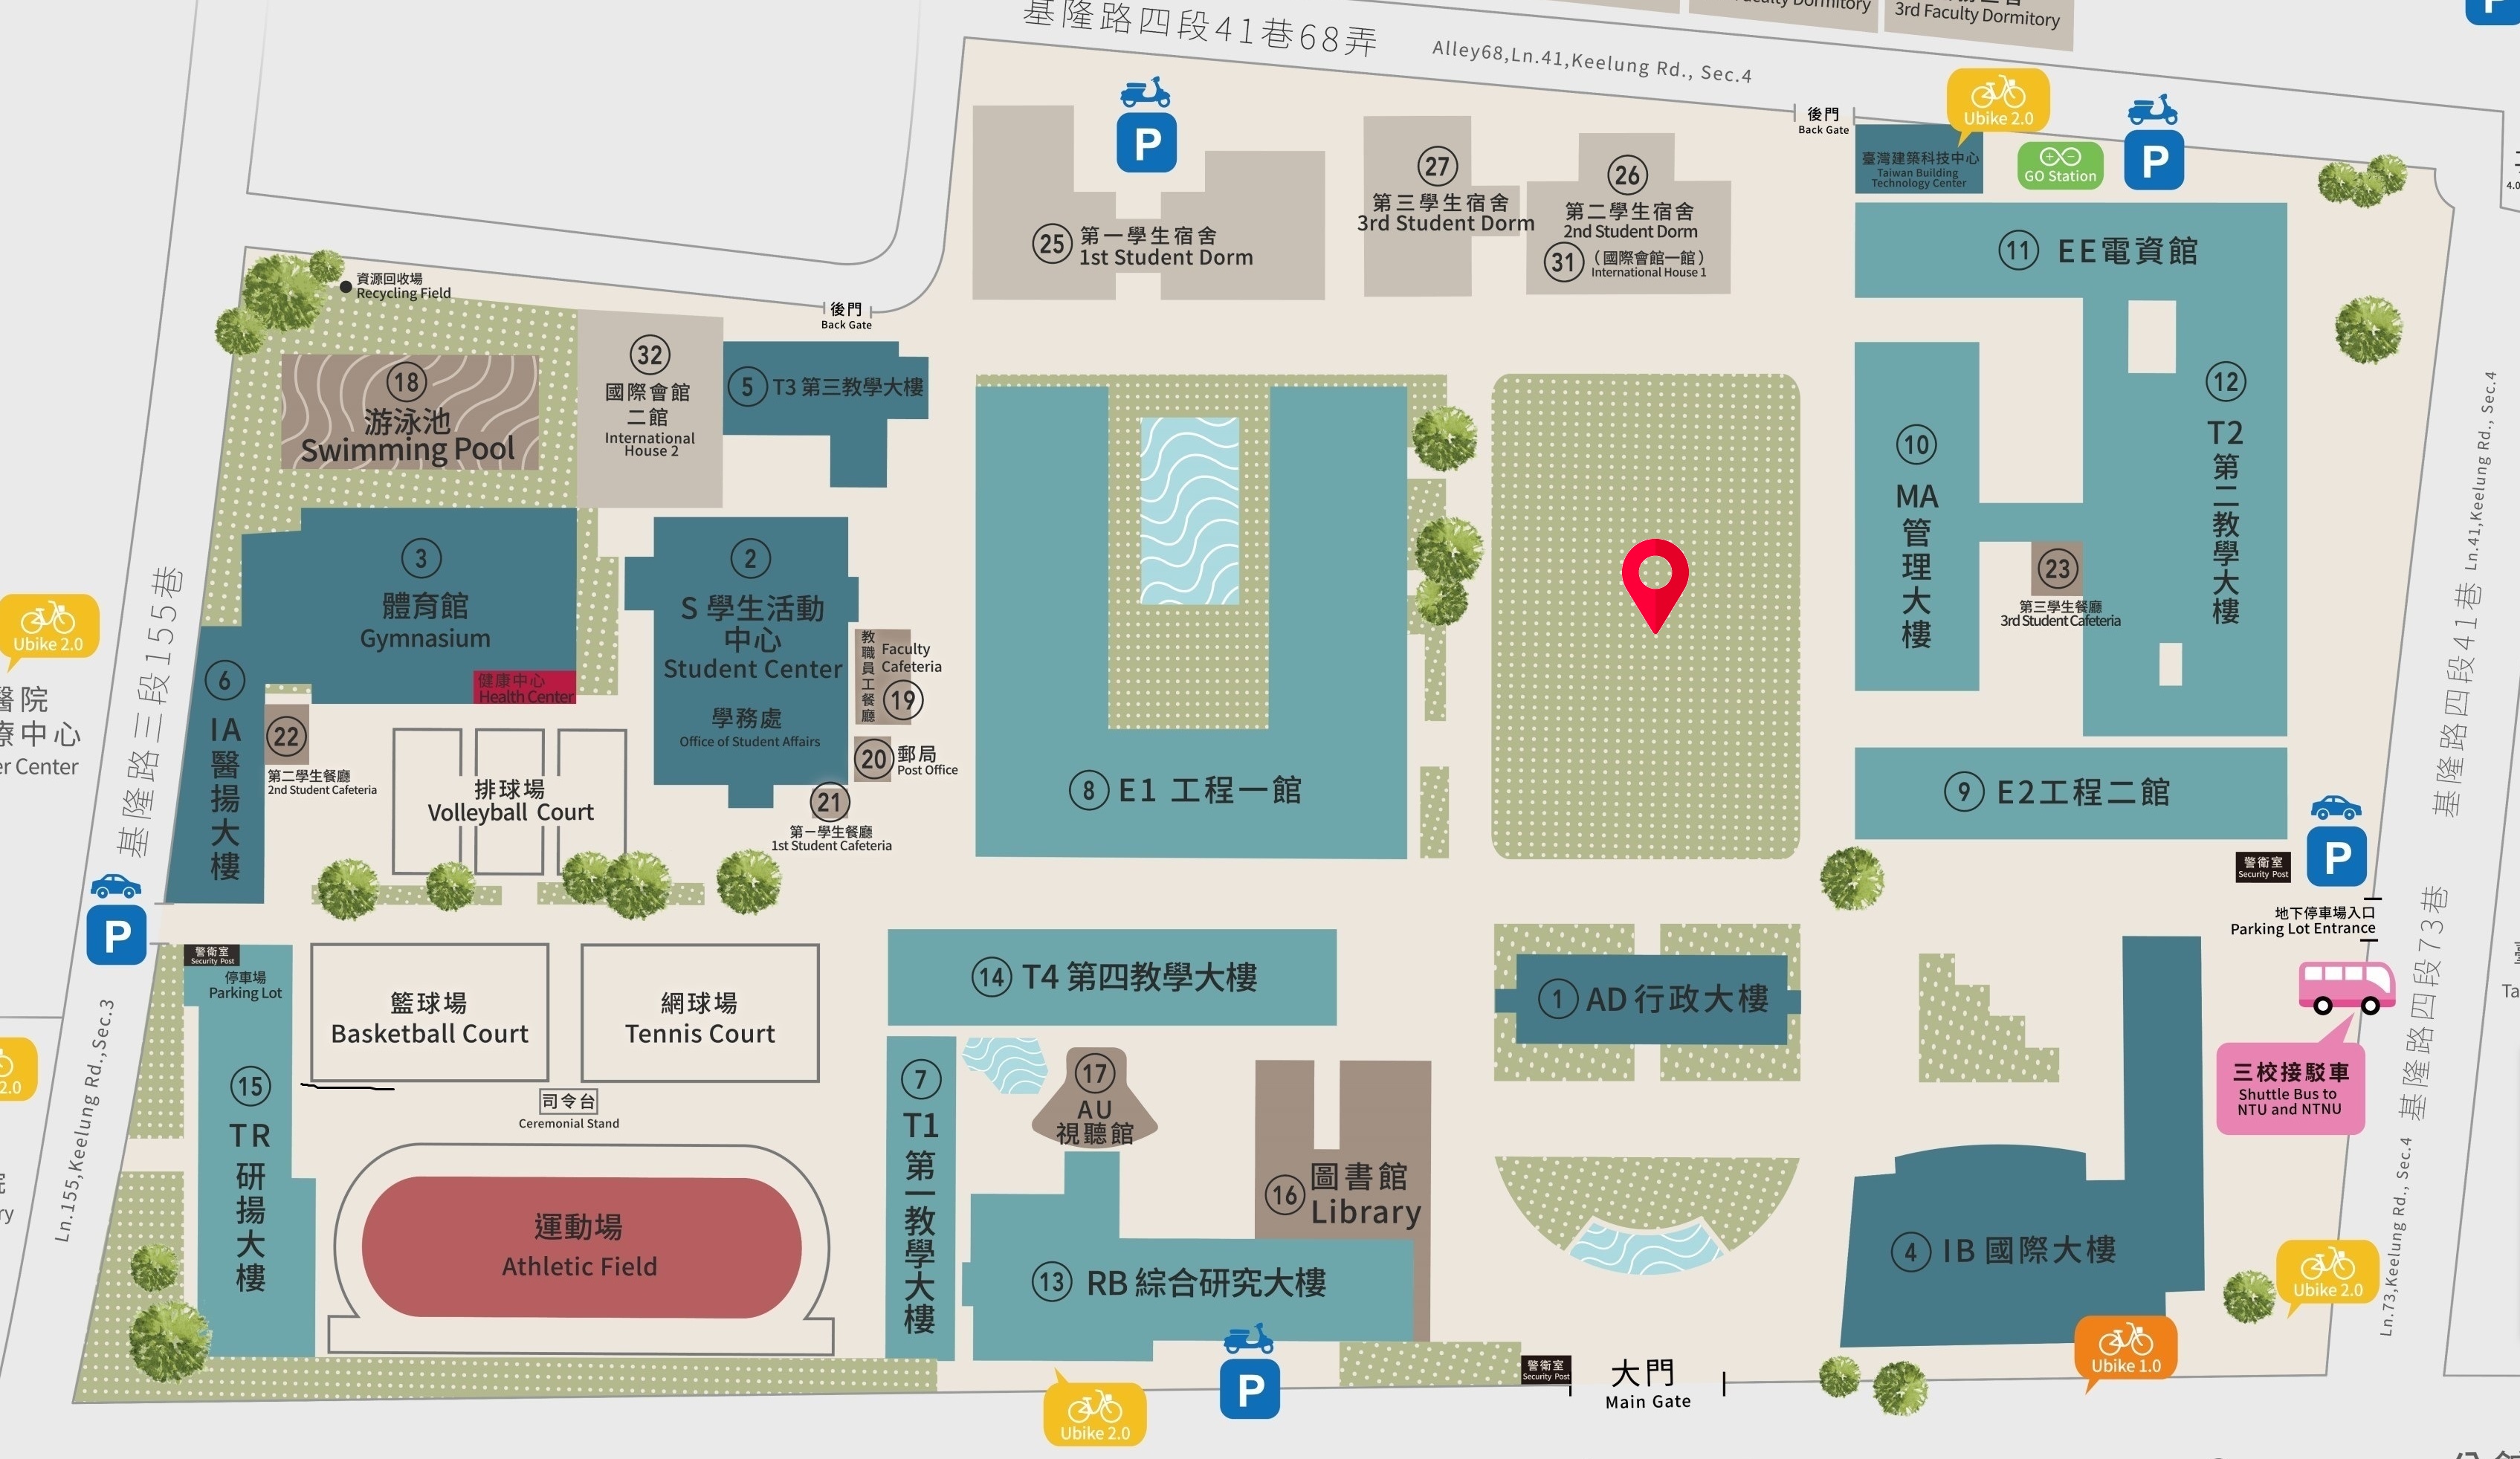 基隆路四段41巷68弄
Alley68,Ln.41,Keelung Rd., Sec.4
Faculty Dormitory
3rd Faculty Dormitory
P
P
P
後門
Back Gate
Ubike 2.0
臺灣建築科技中心
Taiwan Building
Technology Center
GO Station
25
第一學生宿舍
1st Student Dorm
27
第三學生宿舍
3rd Student Dorm
26
第二學生宿舍
2nd Student Dorm
31
(國際會館一館)
International House 1
11 EE電資館
資源回收場
Recycling Field
後門
Back Gate
18
游泳池
Swimming Pool
32
國際會館
二館
International
House 2
5 T3 第三教學大樓
12
T2
第二教學大樓
10
MA
管理大樓
23
第三學生餐廳
3rd Student Cafeteria
3
體育館
Gymnasium
健康中心
Health Center
2
S 學生活動
中心
Student Center
學務處
Office of Student Affairs
教職員工餐廳
Faculty
Cafeteria
19
20
郵局
Post Office
21
第一學生餐廳
1st Student Cafeteria
6
IA
醫揚大樓
22
第二學生餐廳
2nd Student Cafeteria
排球場
Volleyball Court
8 E1 工程一館
9 E2工程二館
Ubike 2.0
醫院
療中心
er Center
基隆路三段155巷
Ln.155,Keelung Rd.,Sec.3
P
警衛室
Security Post
停車場
Parking Lot
籃球場
Basketball Court
網球場
Tennis Court
14 T4 第四教學大樓
1 AD 行政大樓
警衛室
Security Post
P
地下停車場入口
Parking Lot Entrance
三校接駁車
Shuttle Bus to
NTU and NTNU
基隆路四段41巷
Ln.41,Keelung Rd., Sec.4
基隆路四段73巷
Ln.73,Keelung Rd., Sec.4
15
TR
研揚大樓
司令台
Ceremonial Stand
運動場
Athletic Field
7
T1
第一教學大樓
17
AU
視聽館
16
圖書館
Library
13 RB 綜合研究大樓
4 IB 國際大樓
2.0
Ubike 2.0
Ubike 1.0
Ubike 2.0
P
警衛室
Security Post
大門
Main Gate